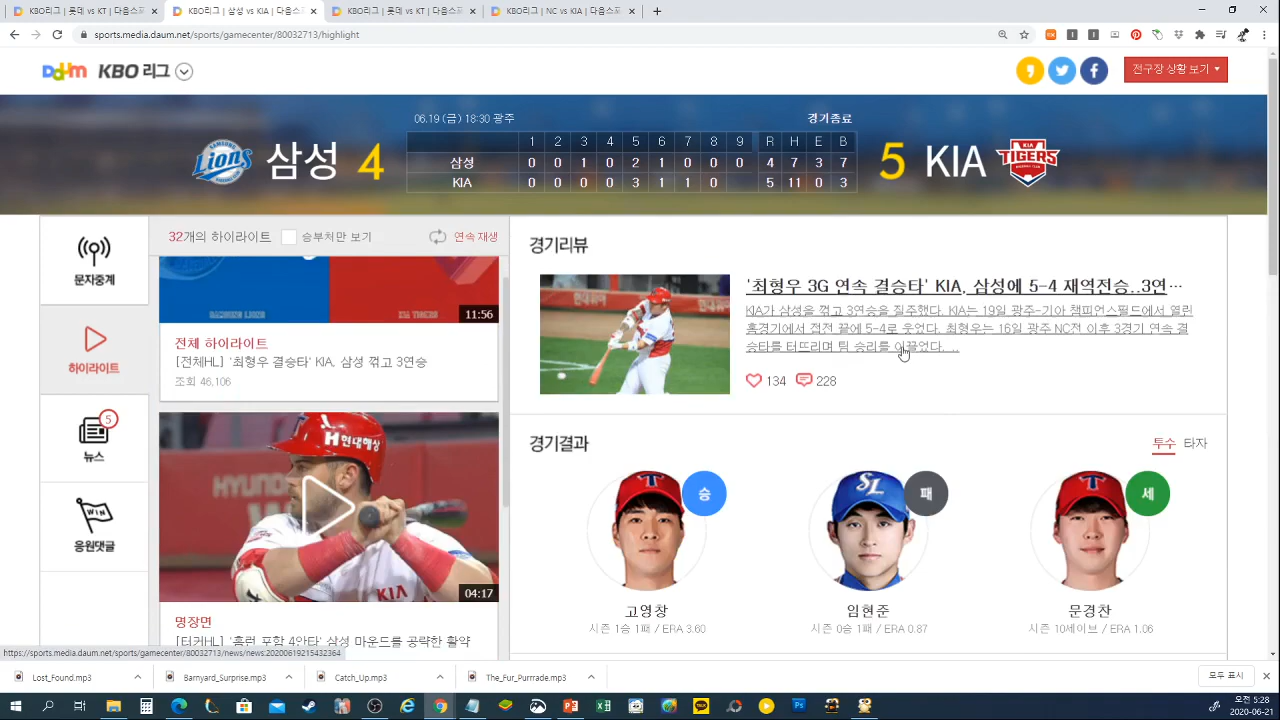 KBO리그 | 롯데 vs KT | 다음스포
KBO리그 | 삼성 vs KIA | 다음스
KBO리그 | 롯데 vs KT | 다음스포
KBO리그 | NC vs KIA | 다음스포
sports.media.daum.net/sports/gamecenter/80032713/highlight
Daum KBO 리그
전구장 상황 보기
06.19 (금) 18:30 광주
경기종료
SAMSUNG
Lions
삼성 4
1 2 3 4 5 6 7 8 9 R H E B
삼성 0 0 1 0 2 1 0 0 0 4 7 3 7
KIA 0 0 0 0 3 1 1 0 5 11 0 3
5 KIA
KIA
TIGERS
문자중계
하이라이트
5
뉴스
WIN
응원댓글
32개의 하이라이트
승부처만 보기
연속 재생
SAMSUNG LIONS
KIA TIGERS
11:56
전체 하이라이트
[전체HL] '최형우 결승타' KIA, 삼성 꺾고 3연승
조회 46,106
H 현대해상
HYUNDAI
KIA
04:17
명장면
[터커HL] '홈런 포함 4안타' 삼성 마운드를 공략한 활약
경기리뷰
'최형우 3G 연속 결승타' KIA, 삼성에 5-4 재역전승..3연…
KIA가 삼성을 꺾고 3연승을 질주했다. KIA는 19일 광주-기아 챔피언스필드에서 열린
홈경기에서 접전 끝에 5-4로 웃었다. 최형우는 16일 광주 NC전 이후 3경기 연속 결
승타를 터뜨리며 팀 승리를 이끌었다. ..
134
228
경기결과
투수
타자
승
패
세
고영창
임현준
문경찬
시즌 1승 1패 / ERA 3.60
시즌 0승 1패 / ERA 0.87
시즌 10세이브 / ERA 1.06
https://sports.media.daum.net/sports/gamecenter/80032713/news/news:20200619215432364
Lost_Found.mp3
Barnyard_Surprise.mp3
Catch_Up.mp3
The_Fur_Purrrade.mp3
모두 표시
오전 5:28
2020-06-21